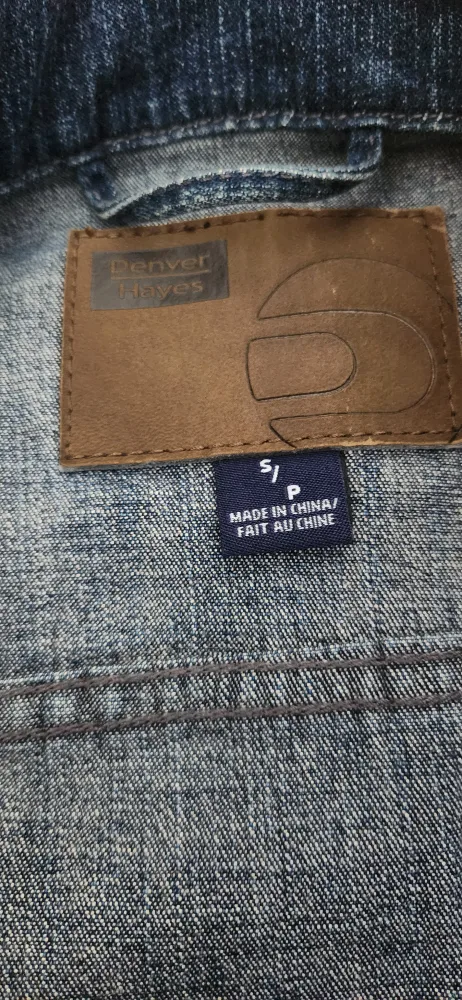 Denver
Hayes
S/
P
MADE IN CHINA/
FAIT AU CHINE